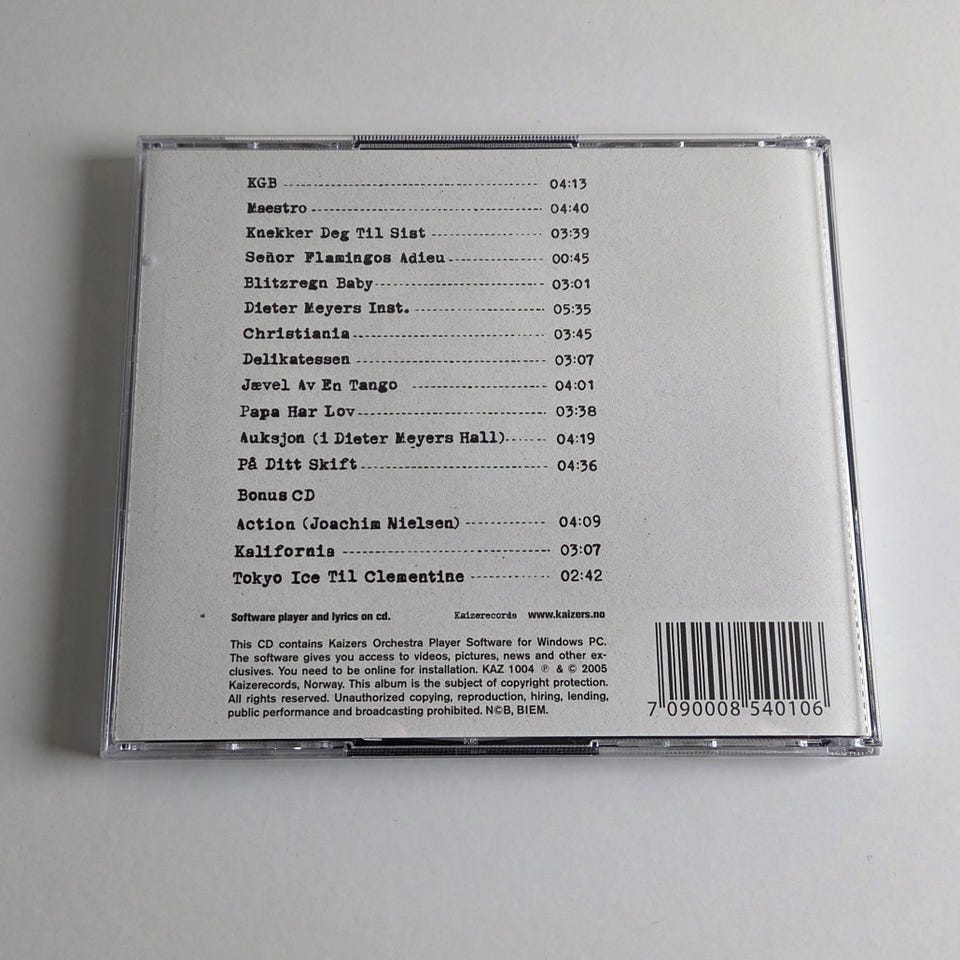 KGB 04:13
Maestro 04:40
Knekker Deg Til Sist 03:39
Señor Flamingos Adieu 00:45
Blitzregn Baby 03:01
Dieter Meyers Inst. 05:35
Christiania 03:45
Delikatessen 03:07
Jævel Av En Tango 04:01
Papa Har Lov 03:38
Auksjon (i Dieter Meyers Hall) 04:19
På Ditt Skift 04:36
Bonus CD
Action (Joachim Nielsen) 04:09
Kalifornia 03:07
Tokyo Ice Til Clementine 02:42
Software player and lyrics on cd. Kaizerecords www.kaizers.no
This CD contains Kaizers Orchestra Player Software for Windows PC.
The software gives you access to videos, pictures, news and other ex-
clusives. You need to be online for installation. KAZ 1004 ℗ & © 2005
Kaizerecords, Norway. This album is the subject of copyright protection.
All rights reserved. Unauthorized copying, reproduction, hiring, lending,
public performance and broadcasting prohibited. N©B, BIEM.
7 090008 540106